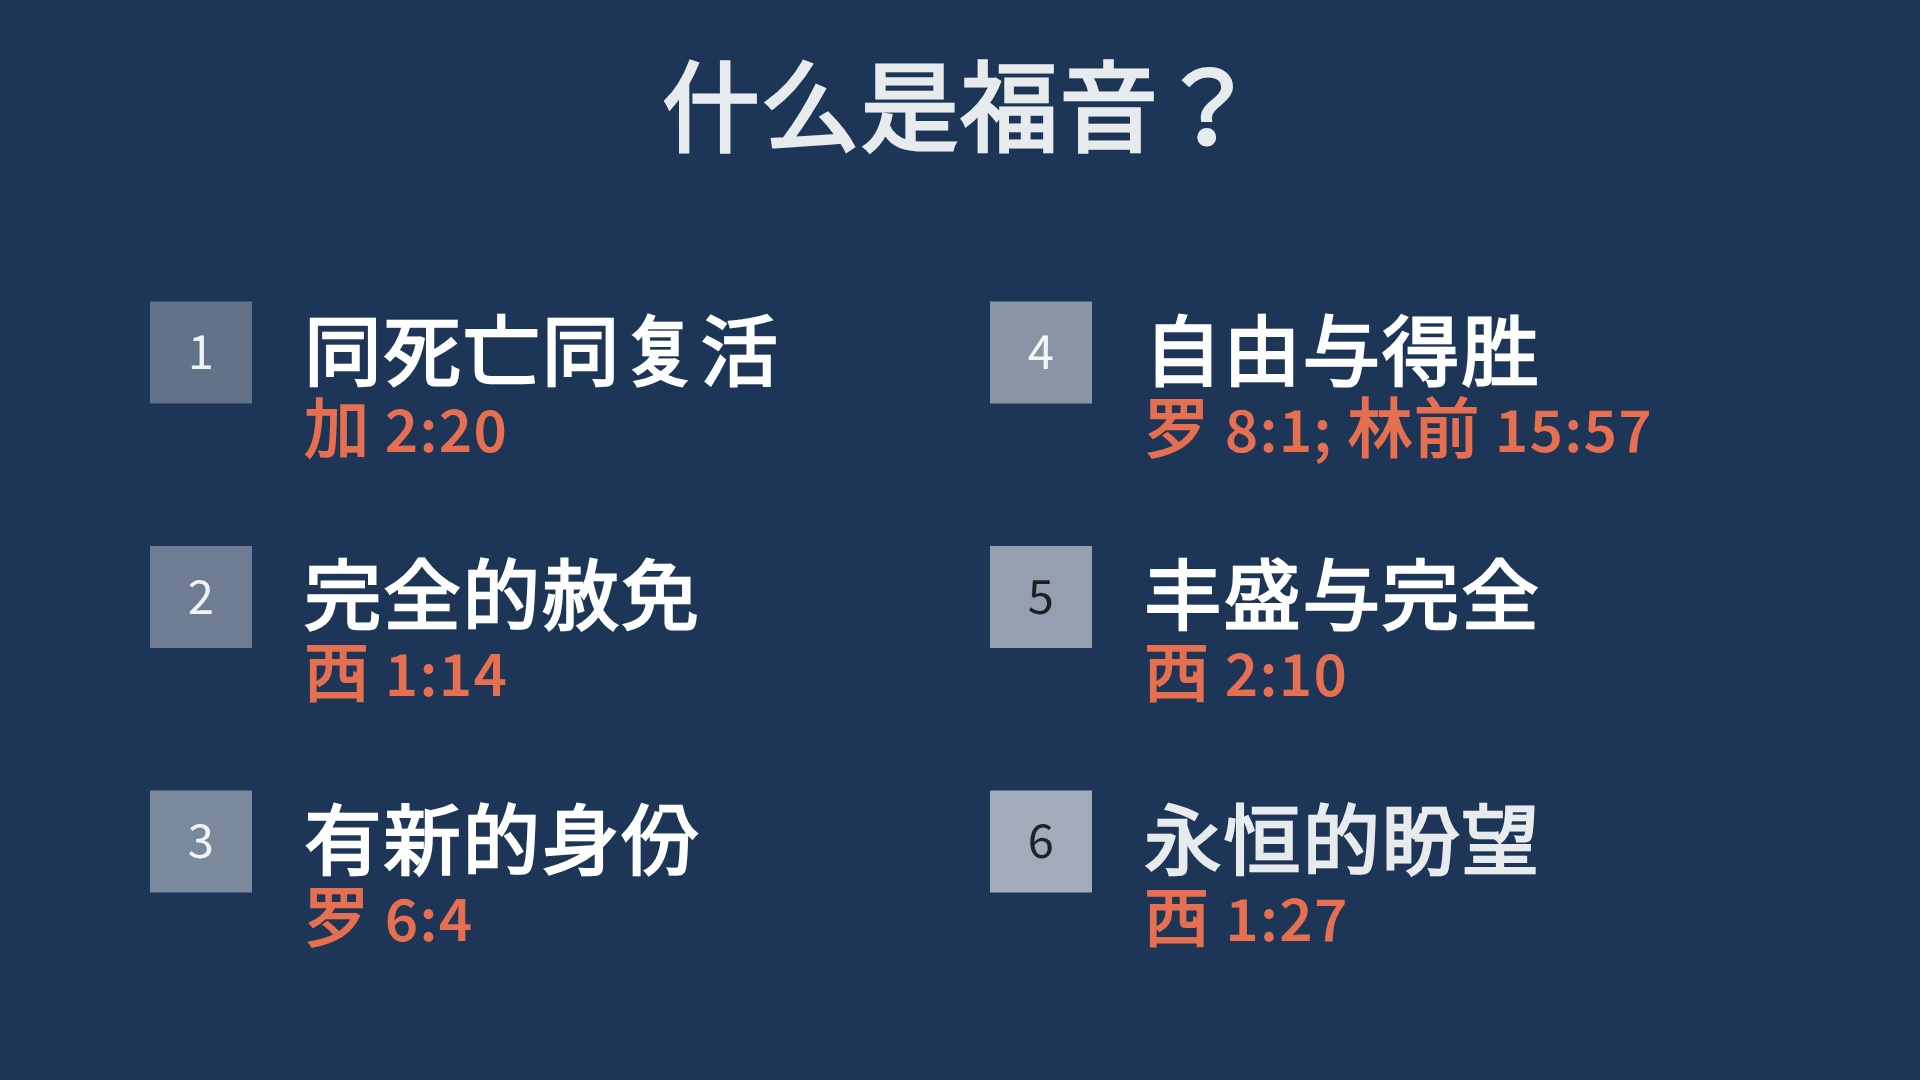 什么是福音？
1
同死亡同复活
加 2:20
2
完全的赦免
西 1:14
3
有新的身份
罗 6:4
4
自由与得胜
罗 8:1; 林前 15:57
5
丰盛与完全
西 2:10
6
永恒的盼望
西 1:27